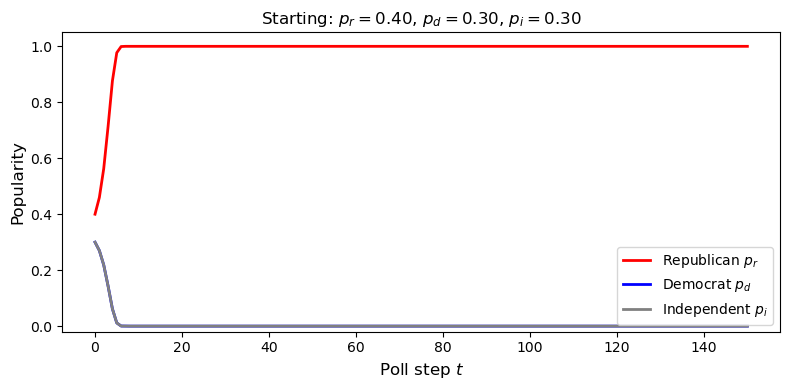 Starting: p_r = 0.40, p_d = 0.30, p_i = 0.30
Popularity
1.0
0.8
0.6
0.4
0.2
0.0
Republican p_r
Democrat p_d
Independent p_i
0 20 40 60 80 100 120 140
Poll step t